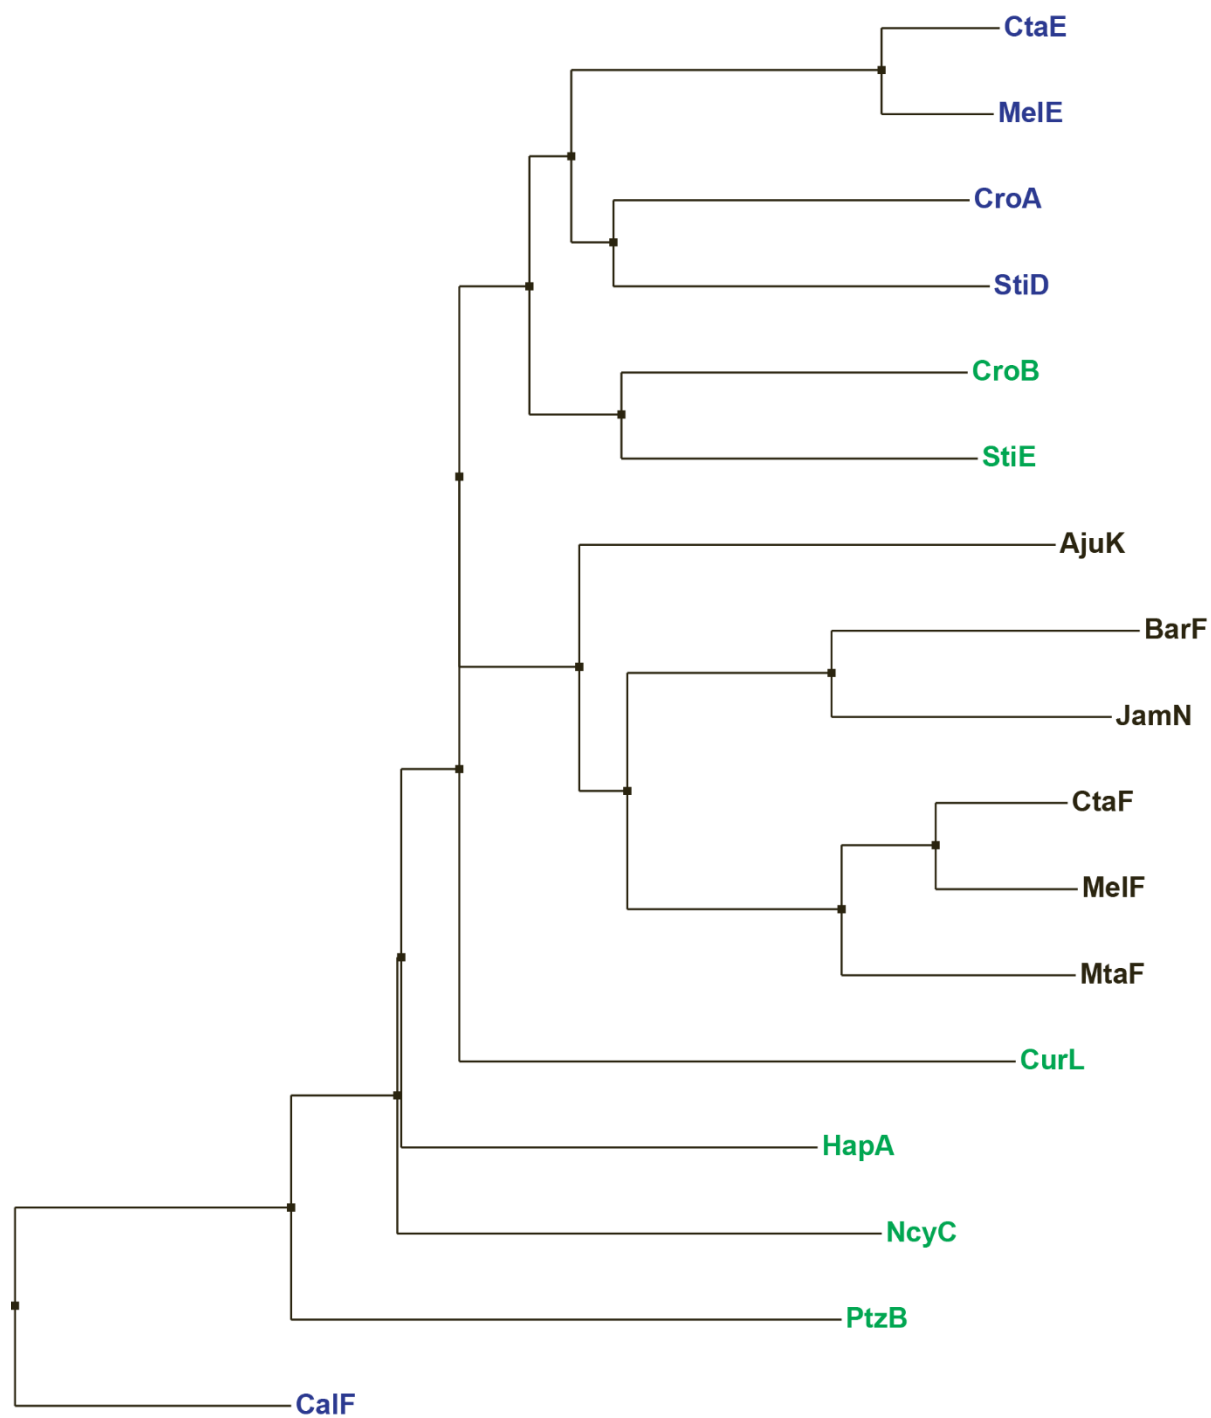 CtaE
MelE
CroA
StiD
CroB
StiE
AjuK
BarF
JamN
CtaF
MelF
MtaF
CurL
HapA
NcyC
PtzB
CalF